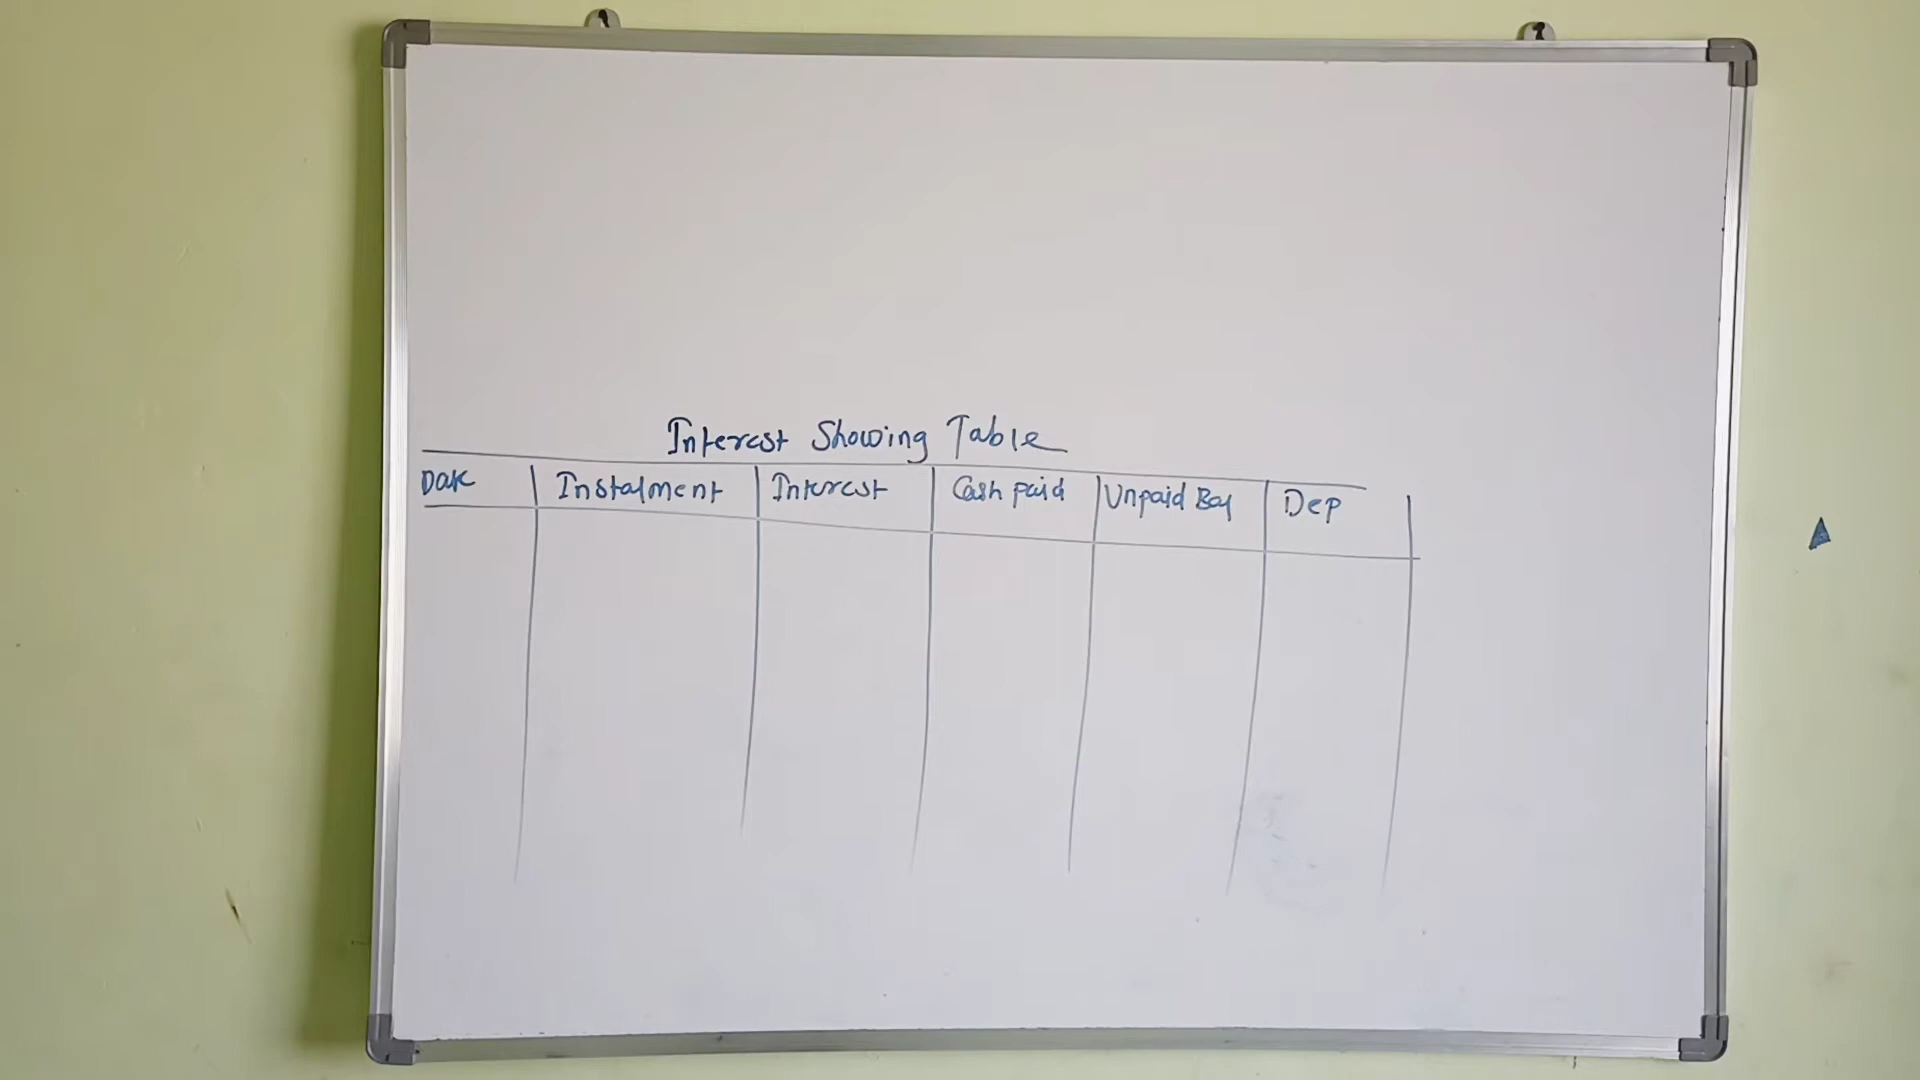 Interest Showing Table
Date Instalment Interest Cash paid Unpaid Bal Dep